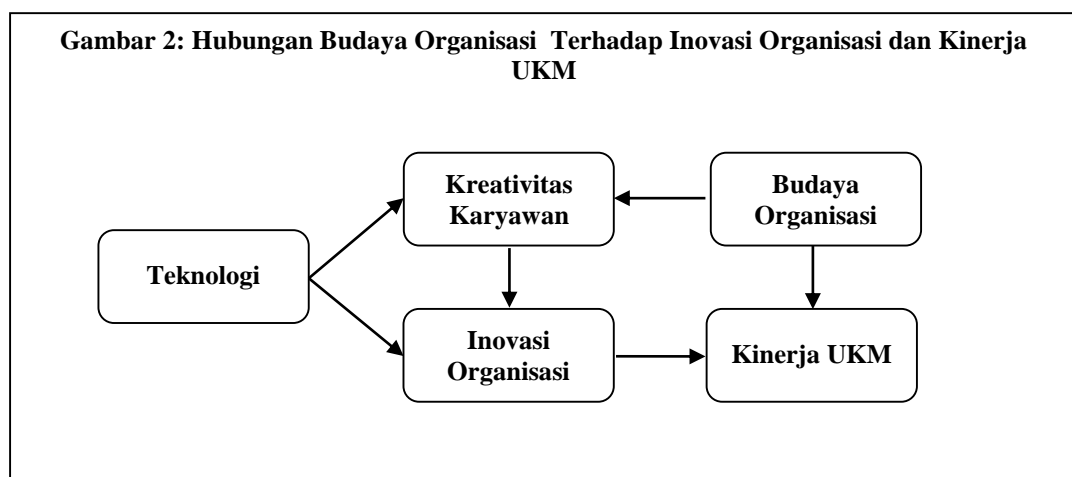 Gambar 2: Hubungan Budaya Organisasi Terhadap Inovasi Organisasi dan Kinerja
UKM
Kreativitas
Karyawan
Budaya
Organisasi
Teknologi
Inovasi
Organisasi
Kinerja UKM